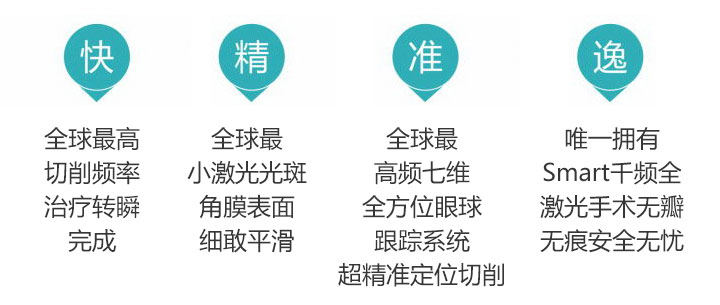 快
全球最高
切削频率
治疗转瞬
完成
精
全球最
小激光光斑
角膜表面
细敢平滑
准
全球最
高频七维
全方位眼球
跟踪系统
超精准定位切削
逸
唯一拥有
Smart千频全
激光手术无瓣
无痕安全无忧